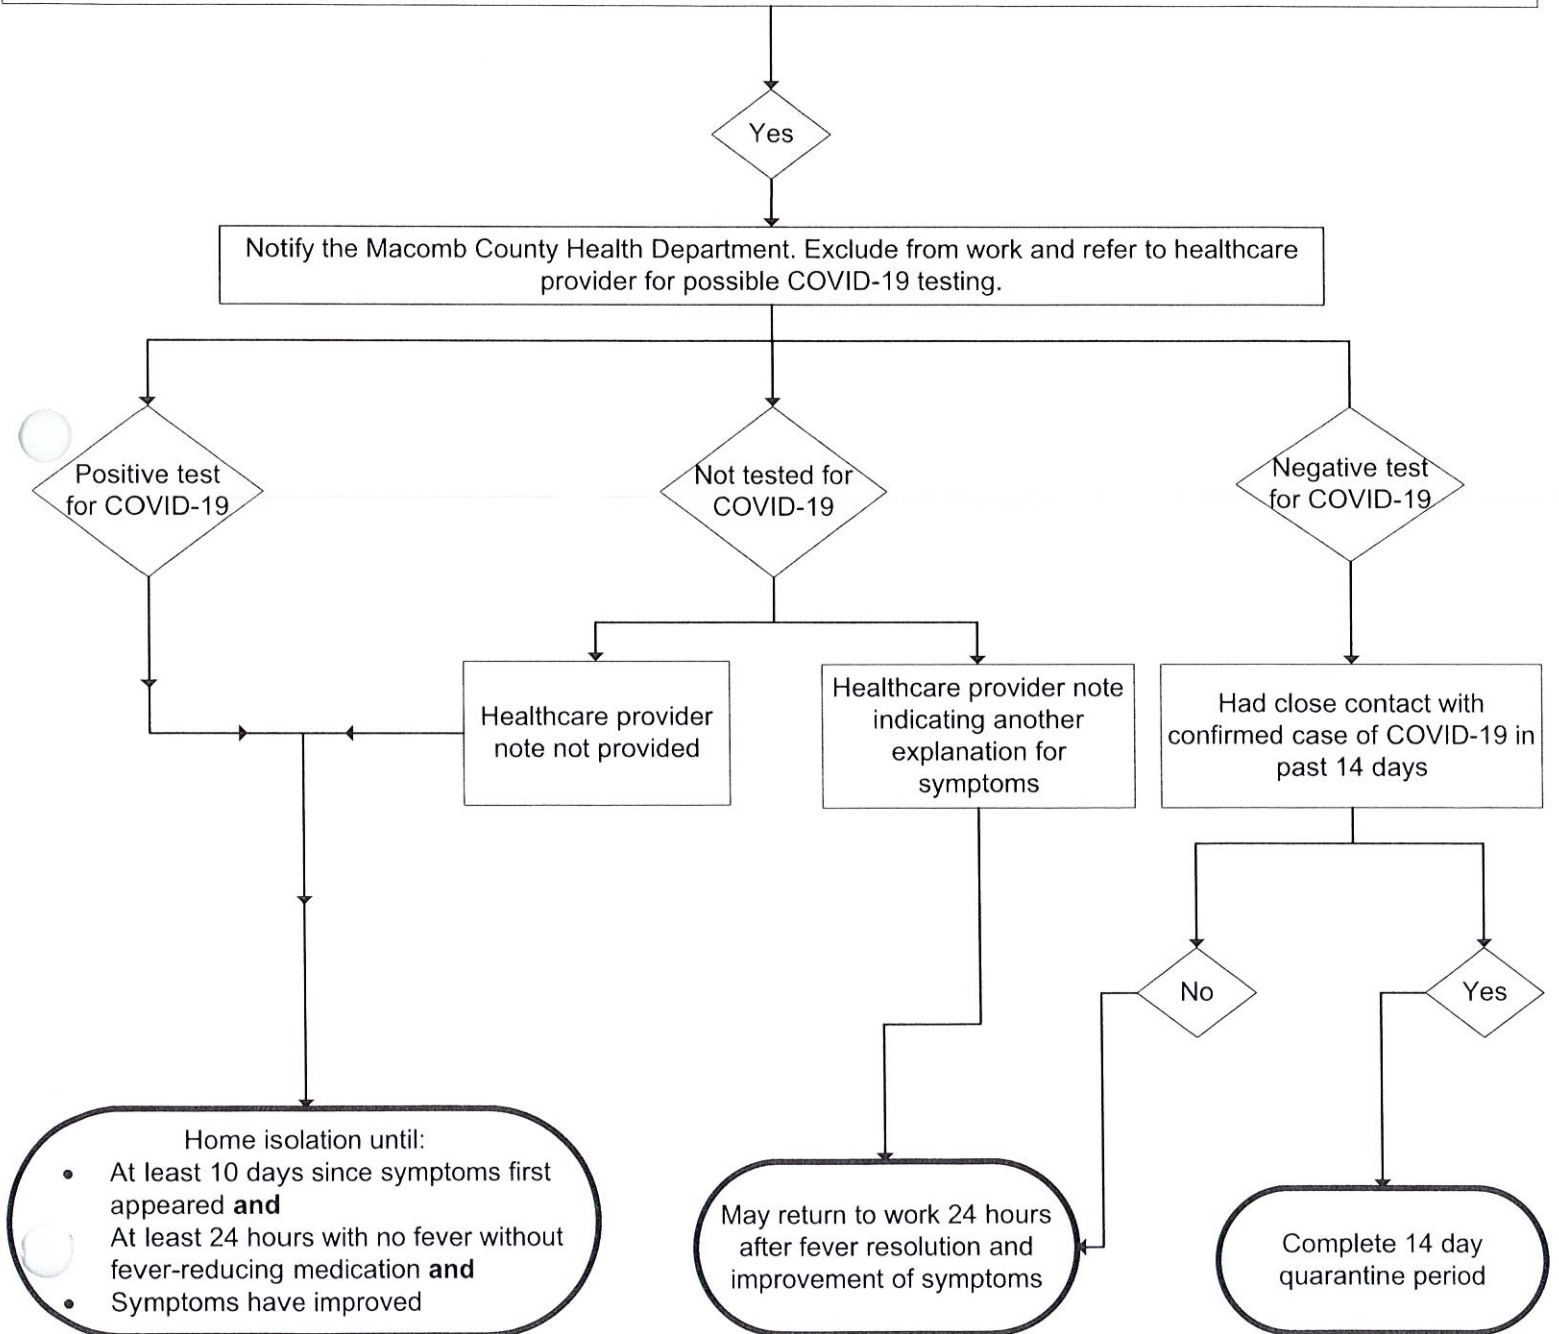 Yes
Notify the Macomb County Health Department. Exclude from work and refer to healthcare
provider for possible COVID-19 testing.
Positive test
for COVID-19
Not tested for
COVID-19
Negative test
for COVID-19
Healthcare provider
note not provided
Healthcare provider note
indicating another
explanation for
symptoms
Had close contact with
confirmed case of COVID-19 in
past 14 days
No
Yes
Home isolation until:
• At least 10 days since symptoms first
appeared and
At least 24 hours with no fever without
fever-reducing medication and
• Symptoms have improved
May return to work 24 hours
after fever resolution and
improvement of symptoms
Complete 14 day
quarantine period